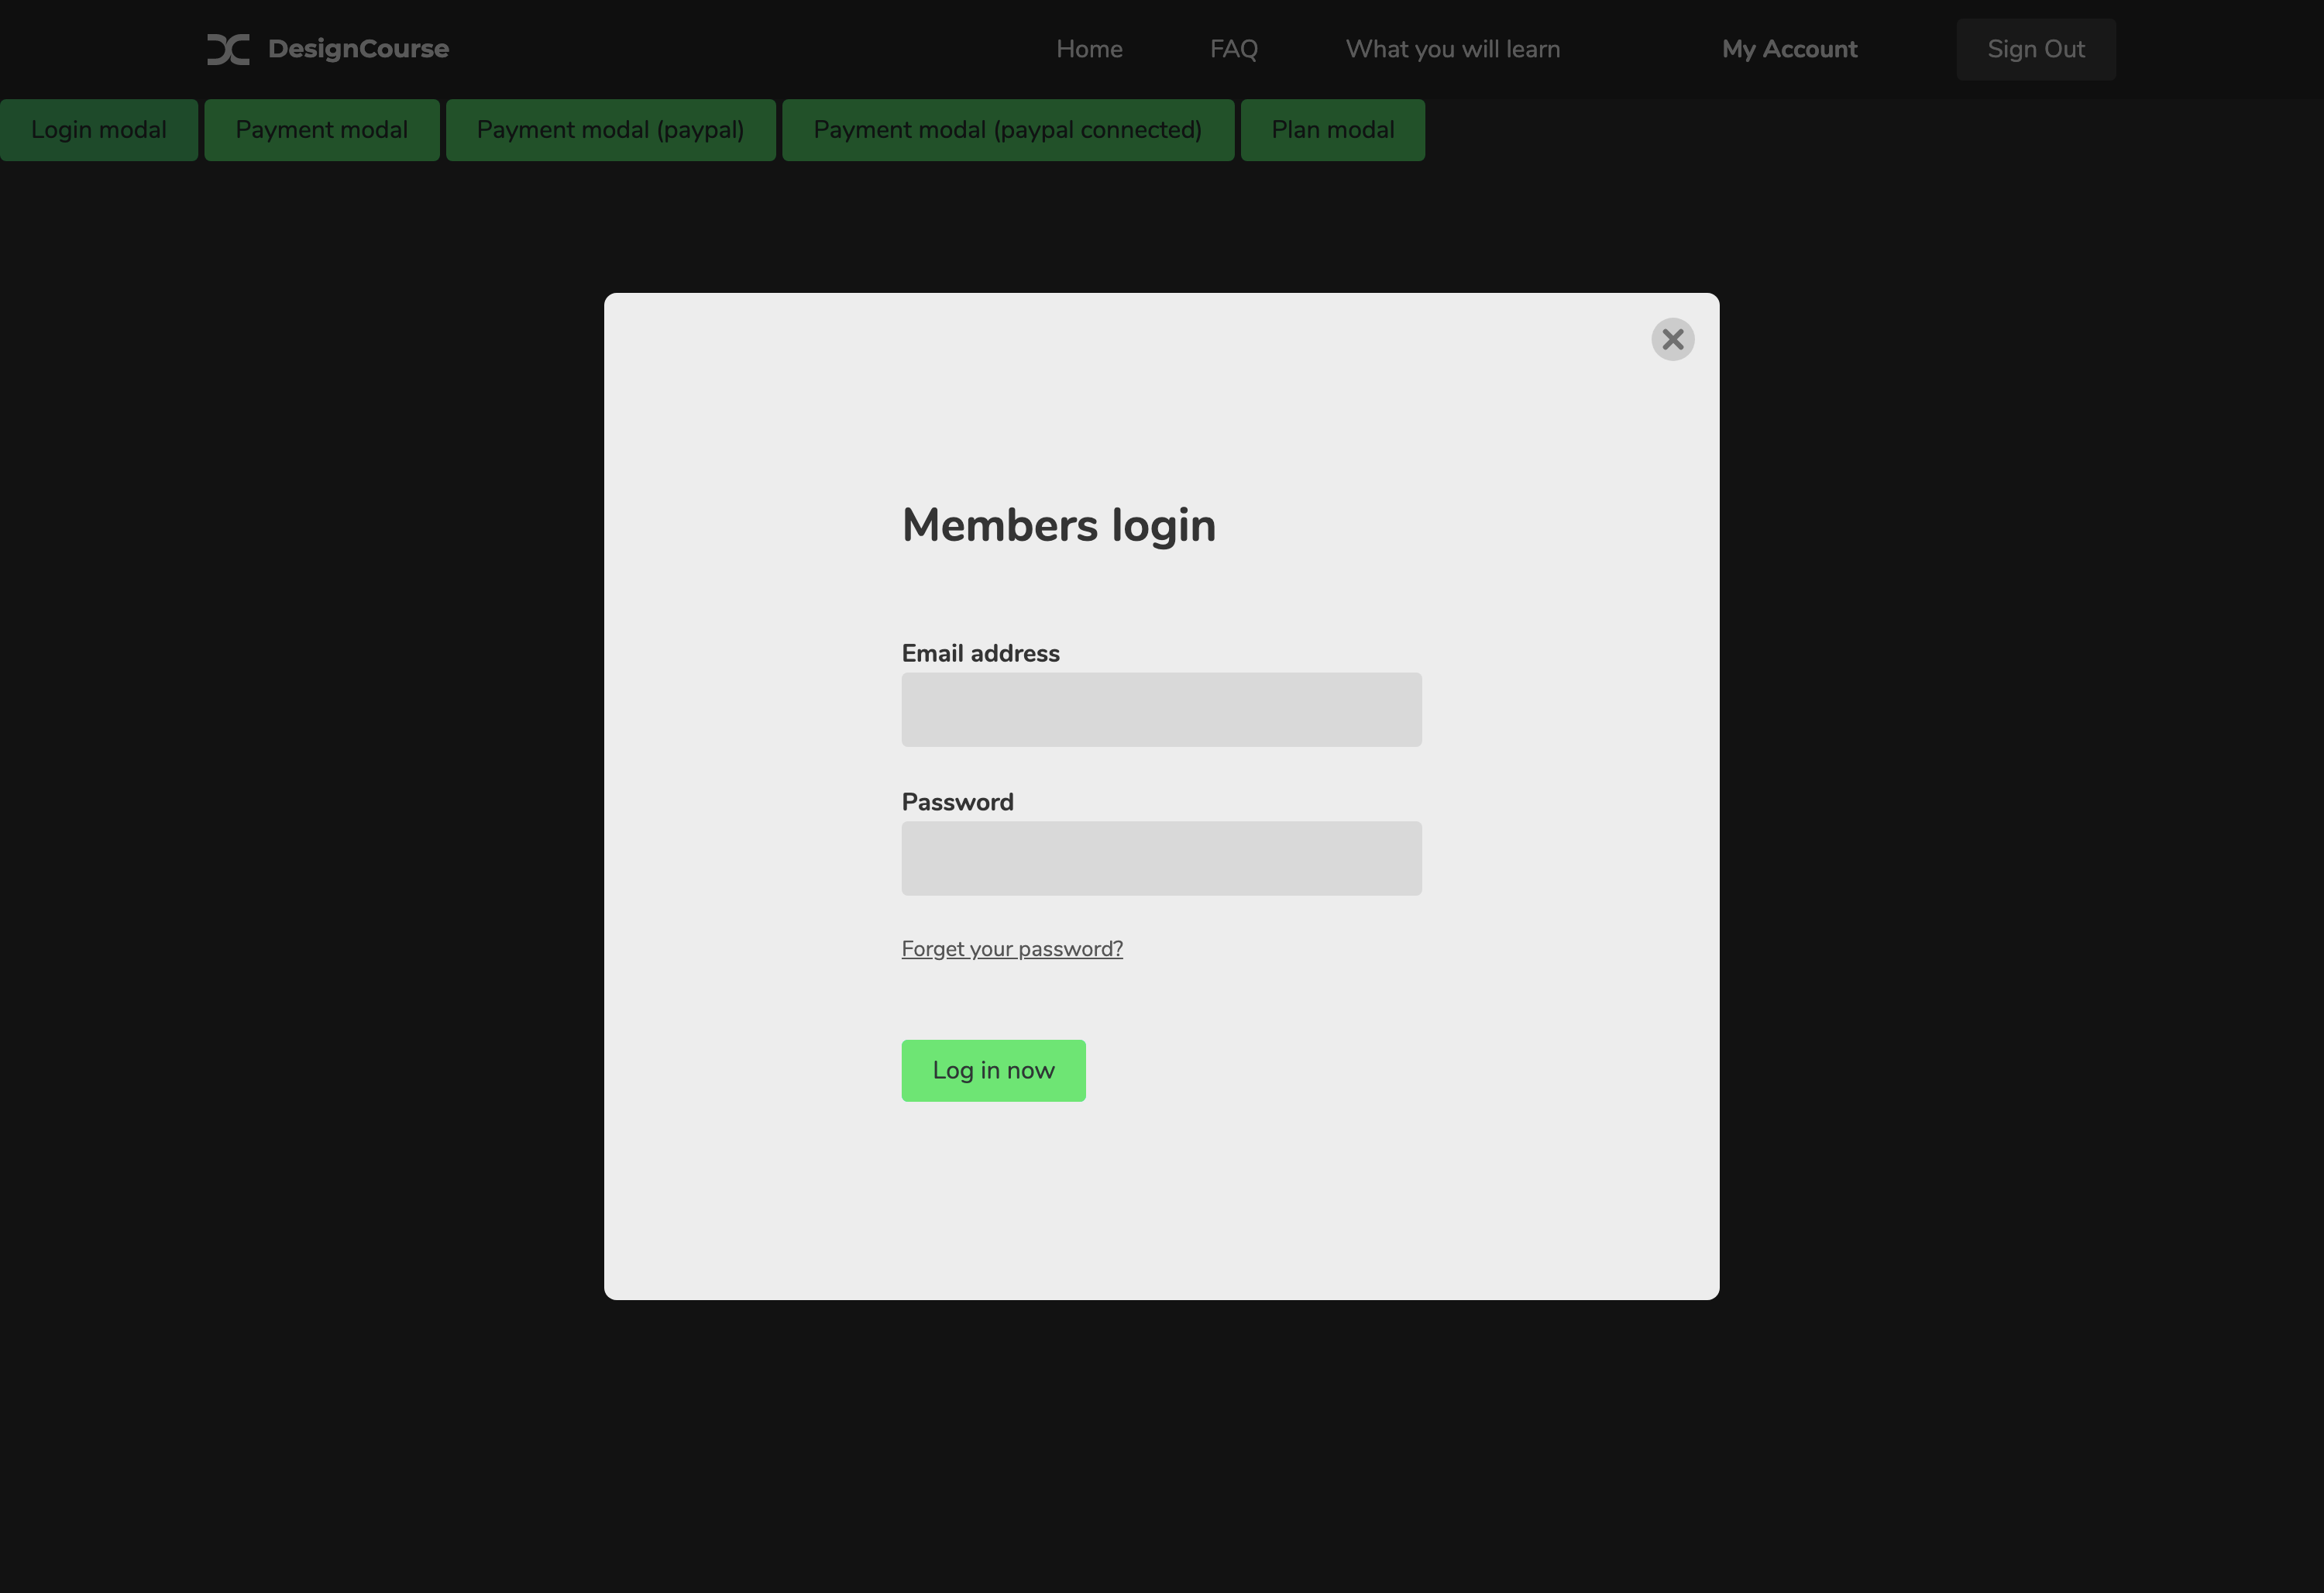 DesignCourse
Home
FAQ
What you will learn
My Account
Sign Out
Login modal
Payment modal
Payment modal (paypal)
Payment modal (paypal connected)
Plan modal
Members login
Email address
Password
Forget your password?
Log in now